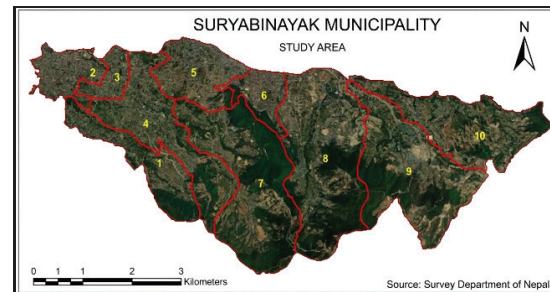 SURYABINAYAK MUNICIPALITY
STUDY AREA
N
2
3
5
6
4
10
1
8
9
7
0 1 1 2 3
Kilometers
Source: Survey Department of Nepal